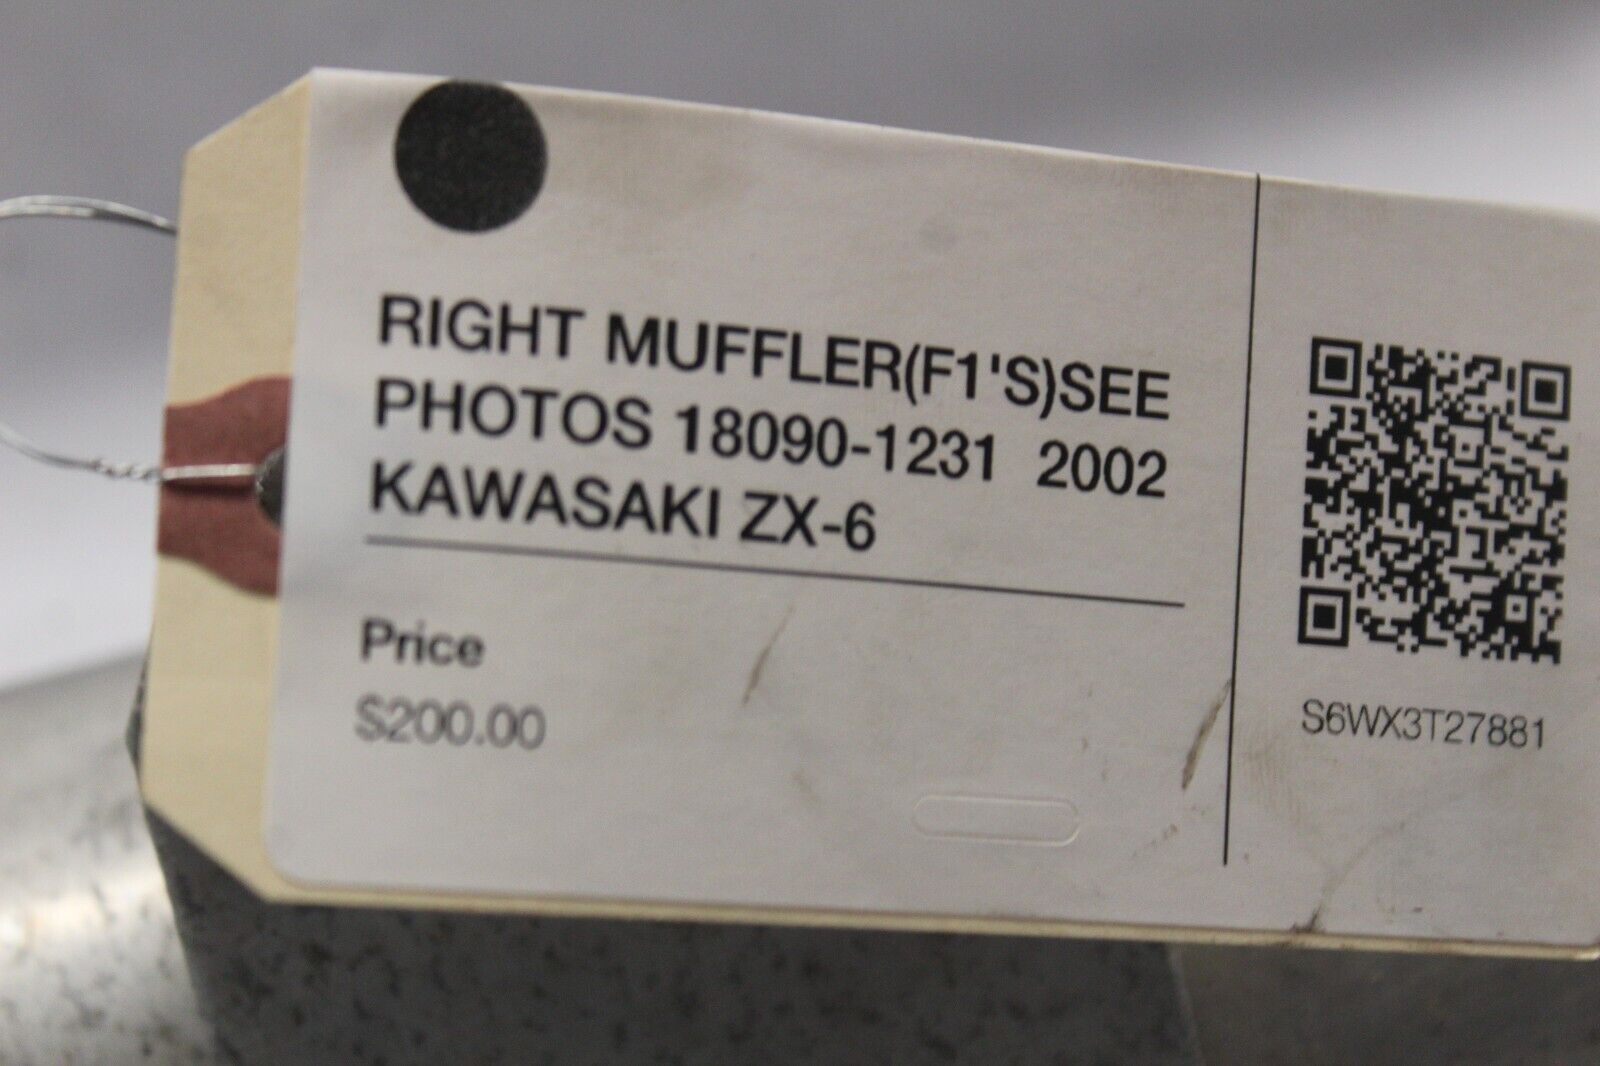 RIGHT MUFFLER(F1'S)SEE
PHOTOS 18090-1231 2002
KAWASAKI ZX-6
Price
$200.00
S6WX3T27881